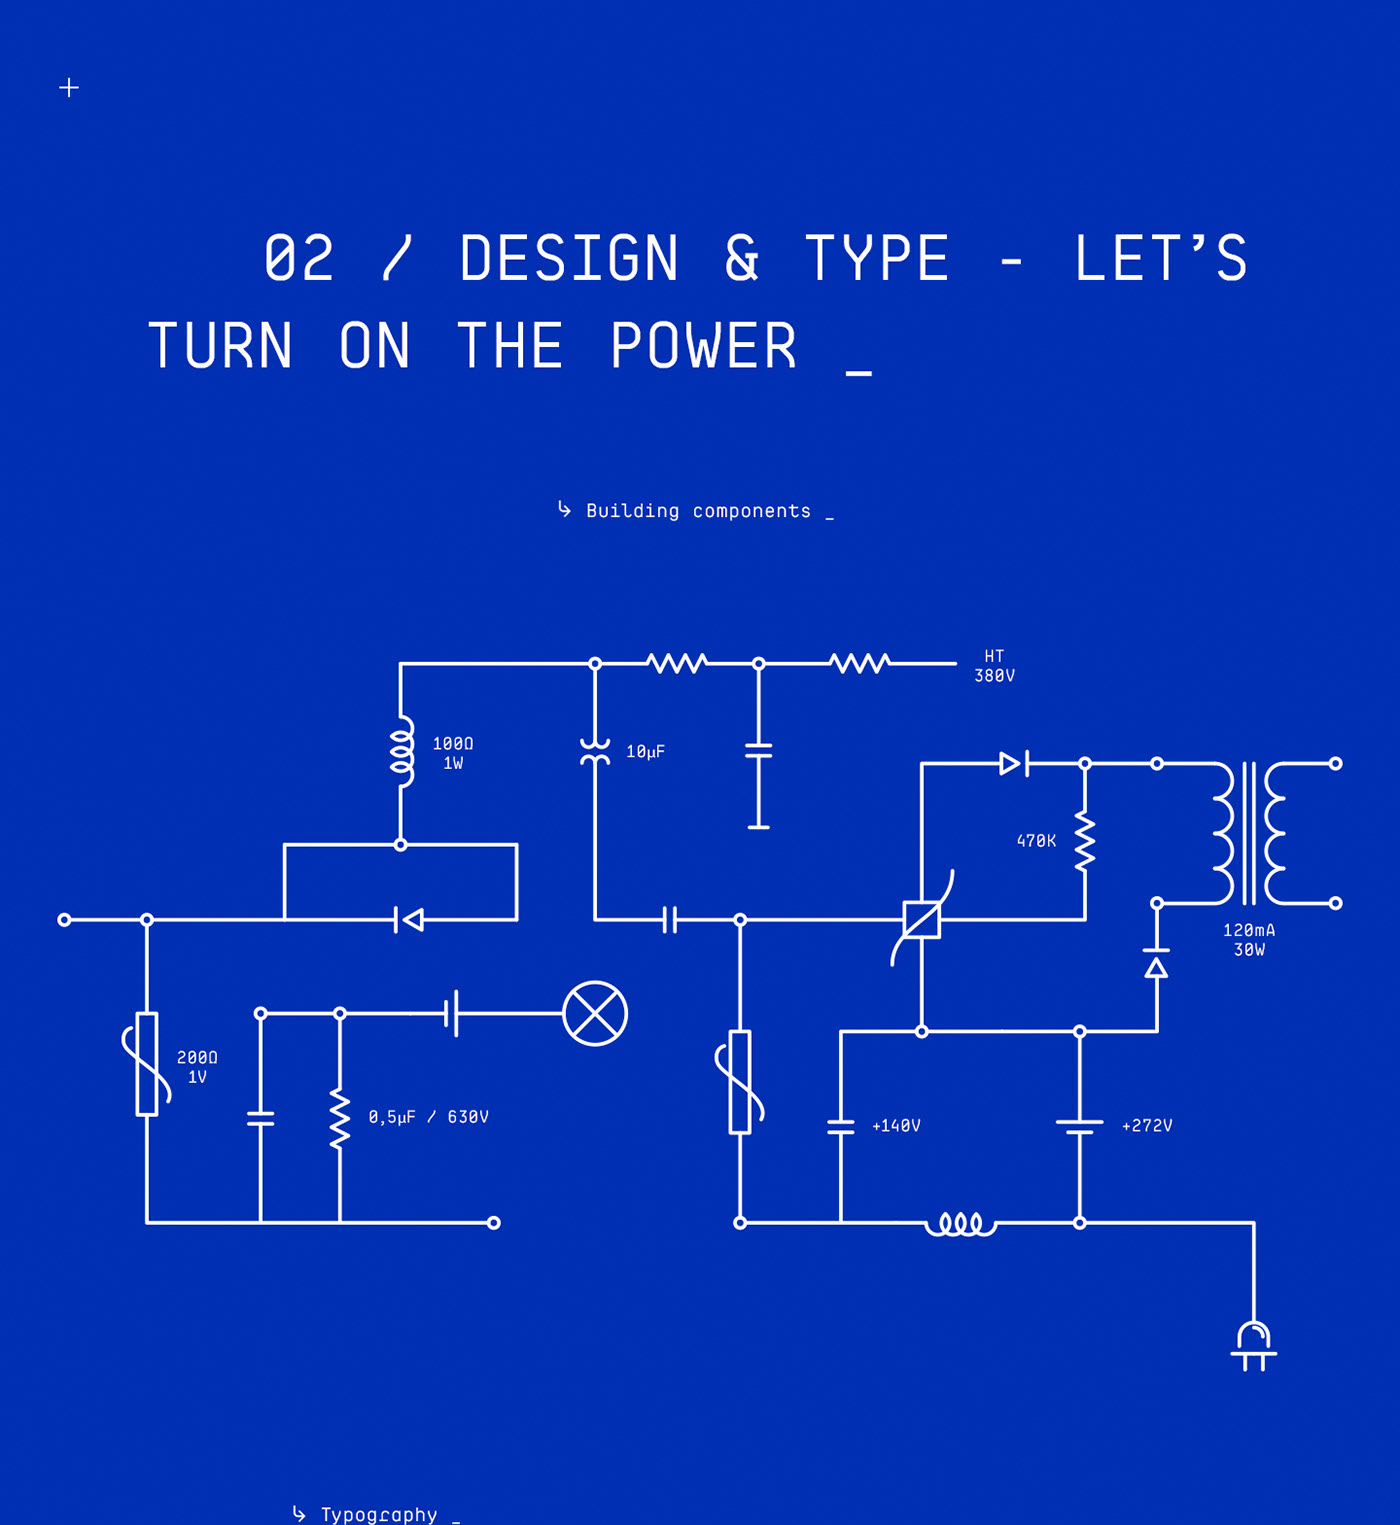 02 / DESIGN & TYPE - LET’S
TURN ON THE POWER _
↳ Building components _
HT
380V
100Ω
1W
10µF
470K
120mA
30W
200Ω
1V
0,5µF / 630V
+140V
+272V
↳ Typography _